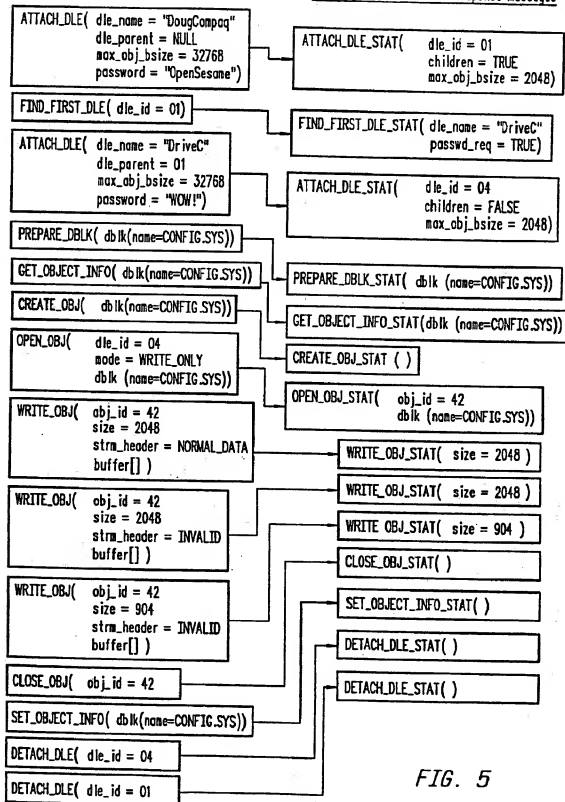 messages
ATTACH_DLE( dle_name = "DougCompaq"
dle_parent = NULL
max_obj_bsize = 32768
password = "OpenSesame")
ATTACH_DLE_STAT( dle_id = 01
children = TRUE
max_obj_bsize = 2048)
FIND_FIRST_DLE( dle_id = 01)
FIND_FIRST_DLE_STAT( dle_name = "DriveC"
passwd_req = TRUE)
ATTACH_DLE( dle_name = "DriveC"
dle_parent = 01
max_obj_bsize = 32768
password = "WOW!")
ATTACH_DLE_STAT( dle_id = 04
children = FALSE
max_obj_bsize = 2048)
PREPARE_DBLK( dblk(name=CONFIG.SYS))
PREPARE_DBLK_STAT( dblk (name=CONFIG.SYS))
GET_OBJECT_INFO( dblk(name=CONFIG.SYS))
GET_OBJECT_INFO_STAT(dblk (name=CONFIG.SYS))
CREATE_OBJ( dblk(name=CONFIG.SYS))
CREATE_OBJ_STAT ( )
OPEN_OBJ( dle_id = 04
mode = WRITE_ONLY
dblk (name=CONFIG.SYS))
OPEN_OBJ_STAT( obj_id = 42
dblk (name=CONFIG.SYS))
WRITE_OBJ( obj_id = 42
size = 2048
strm_header = NORMAL_DATA
buffer[] )
WRITE_OBJ_STAT( size = 2048 )
WRITE_OBJ( obj_id = 42
size = 2048
strm_header = INVALID
buffer[] )
WRITE_OBJ_STAT( size = 2048 )
WRITE_OBJ( obj_id = 42
size = 904
strm_header = INVALID
buffer[] )
WRITE OBJ_STAT( size = 904 )
CLOSE_OBJ( obj_id = 42
CLOSE_OBJ_STAT( )
SET_OBJECT_INFO( dblk(name=CONFIG.SYS))
SET_OBJECT_INFO_STAT( )
DETACH_DLE( dle_id = 04
DETACH_DLE_STAT( )
DETACH_DLE( dle_id = 01
DETACH_DLE_STAT( )
FIG. 5